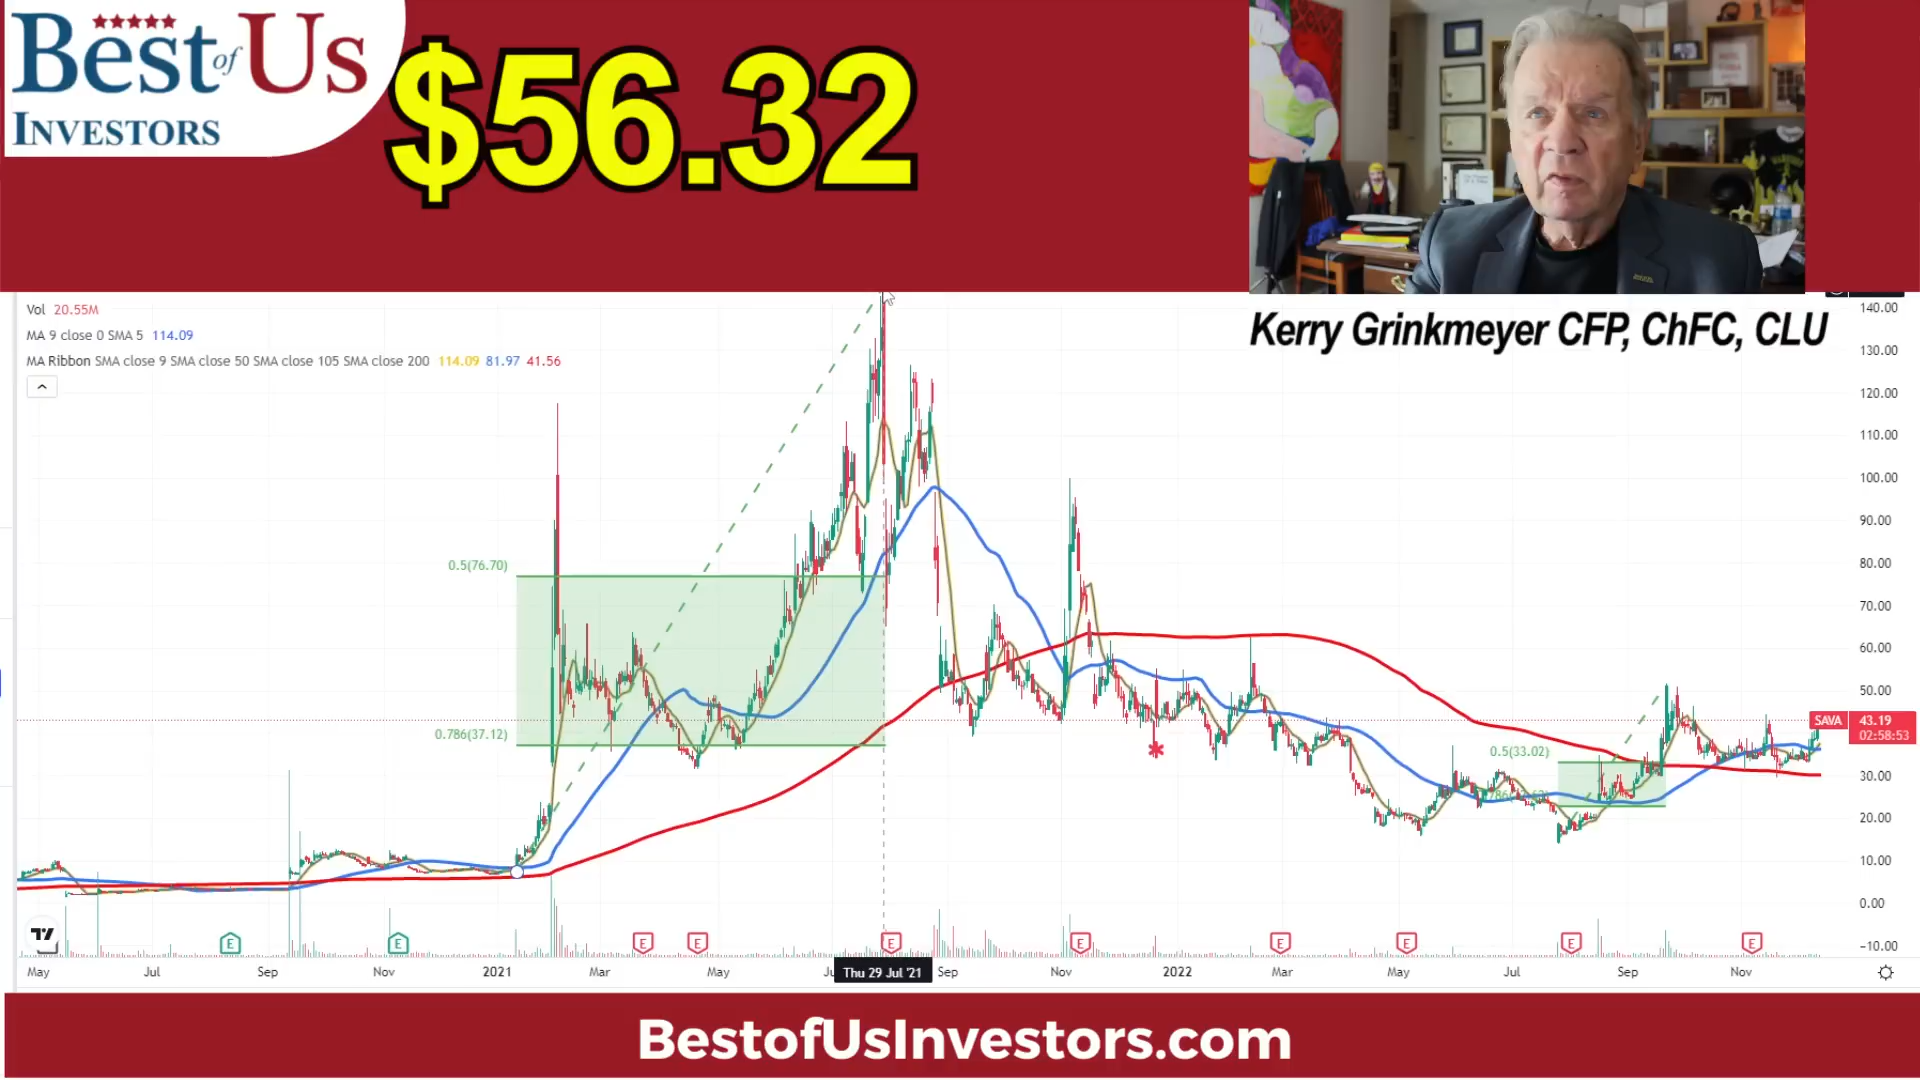 Best of Us
INVESTORS
$56.32
Kerry Grinkmeyer CFP, ChFC, CLU
Vol 20.55M
MA 9 close 0 SMA 5 114.09
MA Ribbon SMA close 9 SMA close 50 SMA close 105 SMA close 200 114.09 81.97 41.56
140.00
130.00
120.00
110.00
100.00
90.00
80.00
70.00
60.00
50.00
SAVA 43.19
02:58:53
30.00
20.00
10.00
0.00
−10.00
0.5(76.70)
0.786(37.12)
0.5(33.02)
E E E E E E E E E E
May Jul Sep Nov 2021 Mar May Thu 29 Jul '21 Sep Nov 2022 Mar May Jul Sep Nov
BestofUsInvestors.com